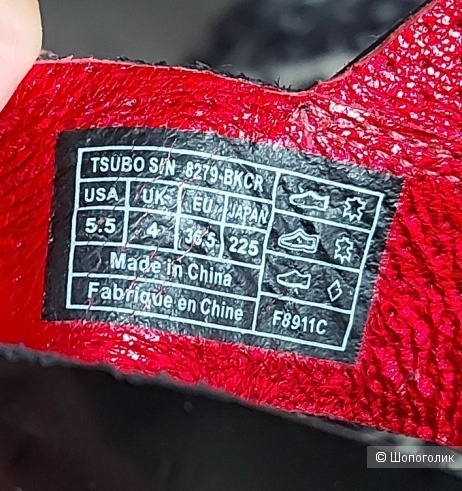 TSUBO S/N 8279-BKCR
USA UK EU JAPAN
5.5 4 36.5 225
Made in China
Fabriqué en Chine
F8911C
© Шопоголик